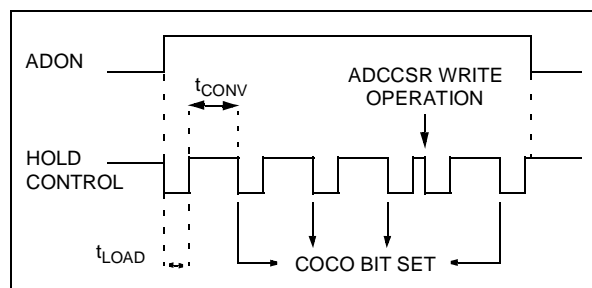 ADON
ADCCSR WRITE
OPERATION
tCONV
HOLD
CONTROL
tLOAD
COCO BIT SET